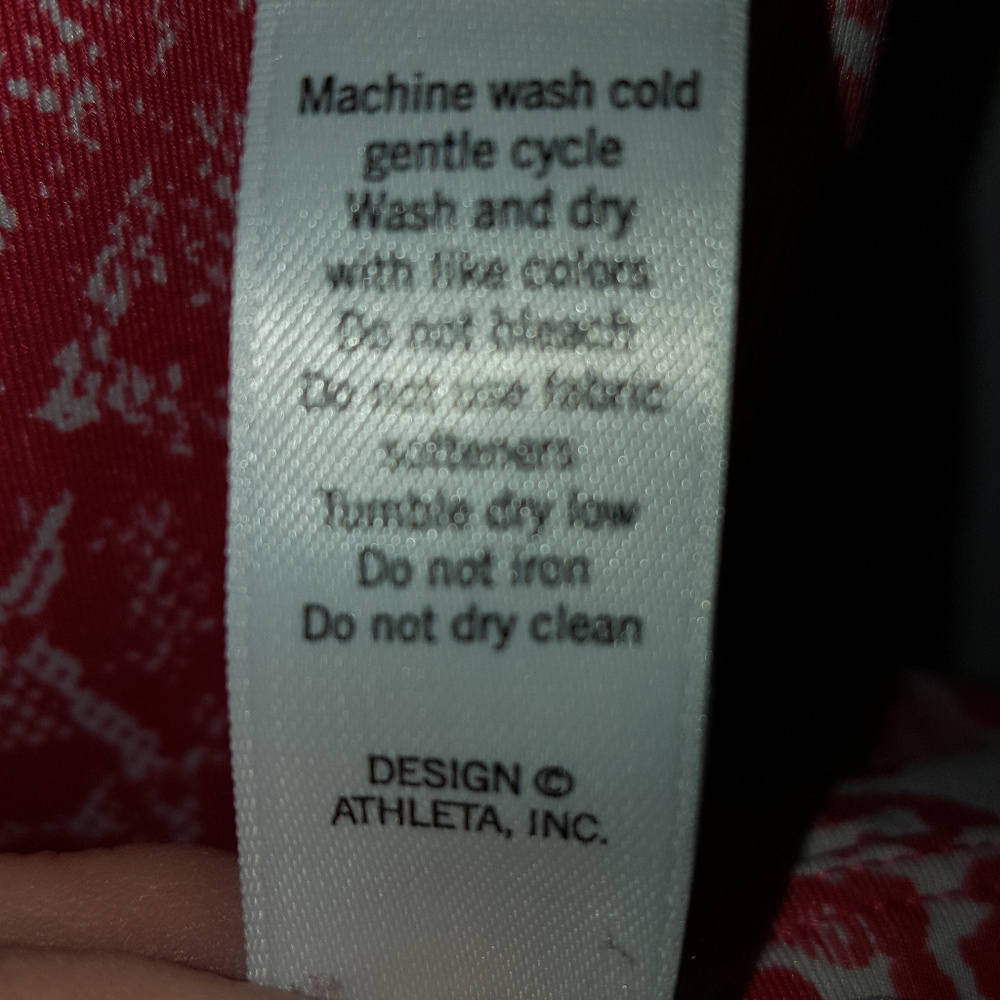 Machine wash cold
gentle cycle
Wash and dry
with like colors
Do not bleach
Do not use fabric
softeners
Tumble dry low
Do not iron
Do not dry clean
DESIGN ©
ATHLETA, INC.